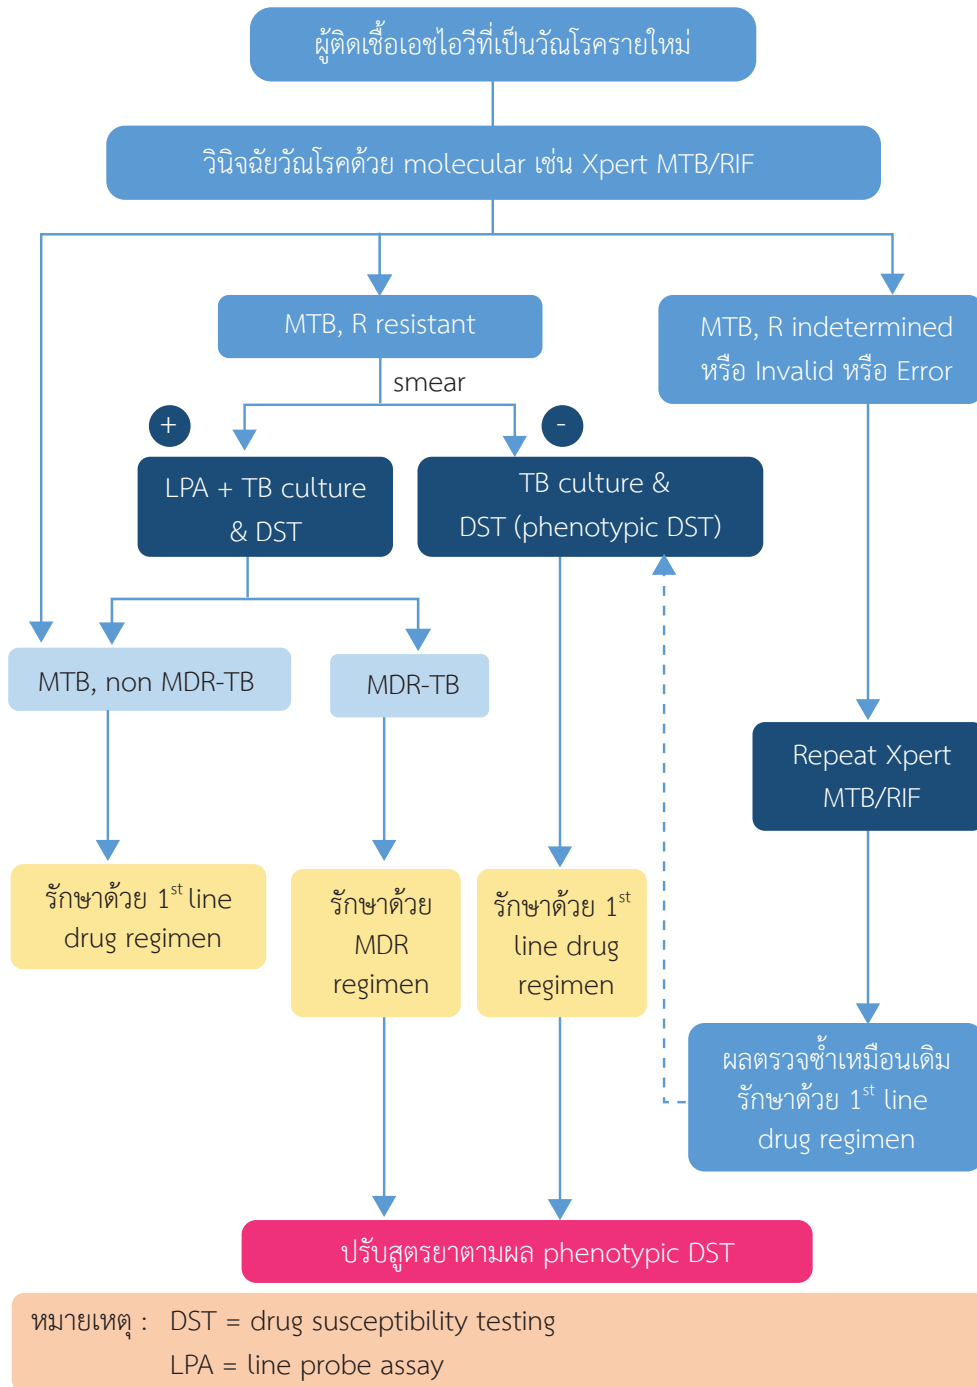 ผู้ติดเชื้อเอชไอวีที่เป็นวัณโรครายใหม่
วินิจฉัยวัณโรคด้วย molecular เช่น Xpert MTB/RIF
MTB, R resistant
MTB, R indetermined
หรือ Invalid หรือ Error
smear
+
-
LPA + TB culture
& DST
TB culture &
DST (phenotypic DST)
MTB, non MDR-TB
MDR-TB
Repeat Xpert
MTB/RIF
รักษาด้วย 1st line
drug regimen
รักษาด้วย
MDR
regimen
รักษาด้วย 1st
line drug
regimen
ผลตรวจซ้ำเหมือนเดิม
รักษาด้วย 1st line
drug regimen
ปรับสูตรยาตามผล phenotypic DST
หมายเหตุ : DST = drug susceptibility testing
LPA = line probe assay